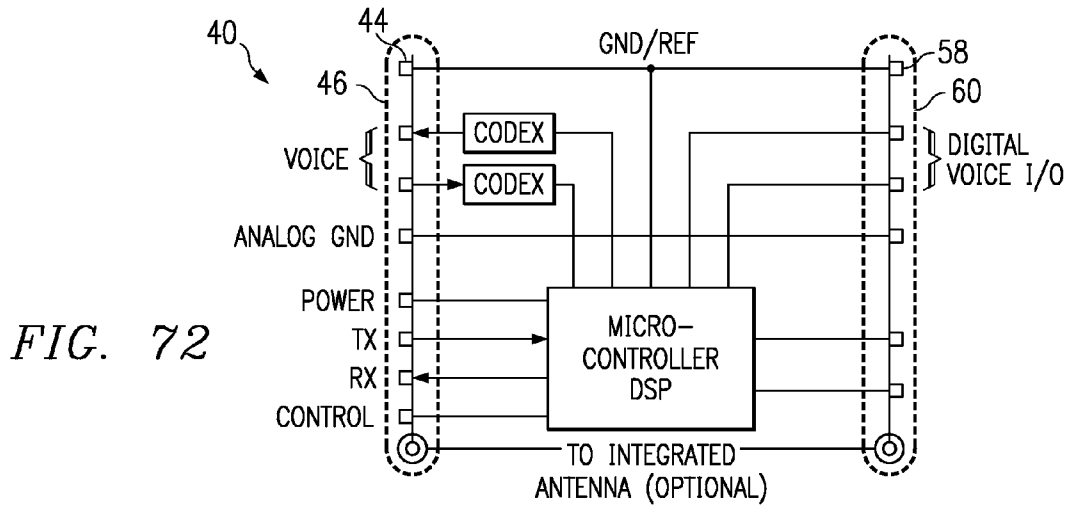 44
40
GND/REF
58
46
60
CODEX
VOICE
CODEX
DIGITAL
VOICE I/O
ANALOG GND
POWER
MICRO-
CONTROLLER
DSP
TX
FIG. 72
RX
CONTROL
TO INTEGRATED
ANTENNA (OPTIONAL)